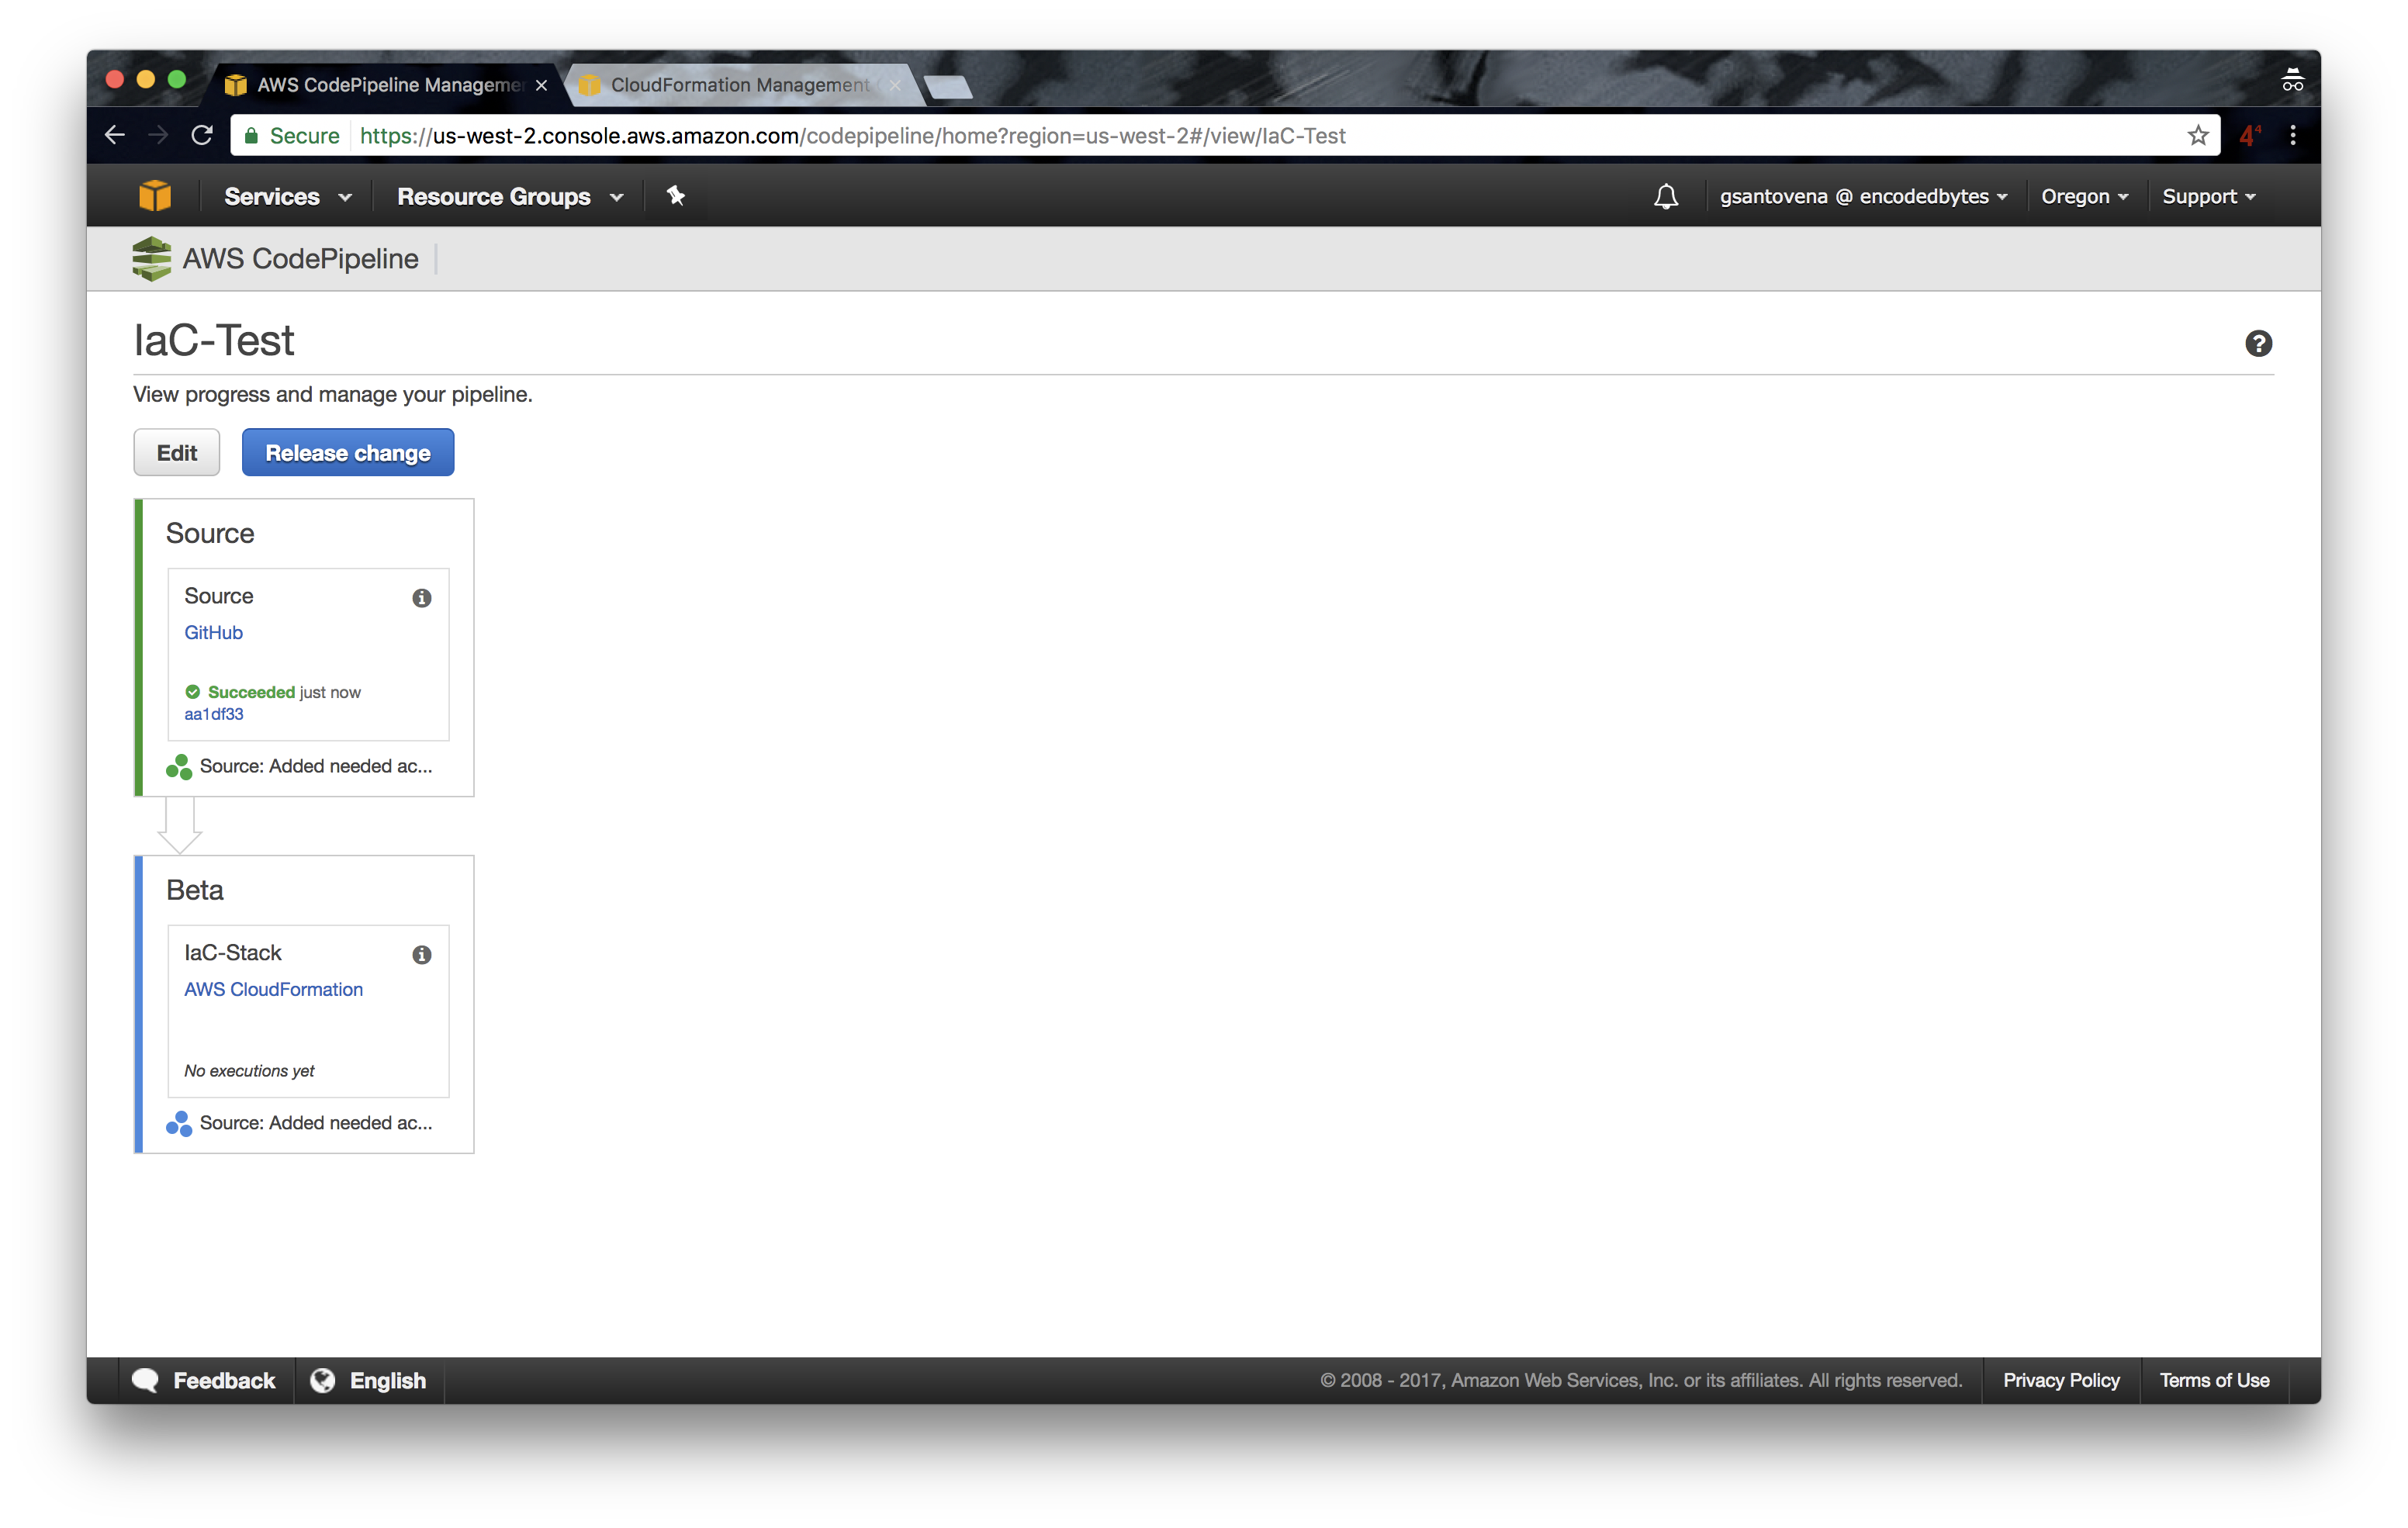 AWS CodePipeline Manageme
CloudFormation Management
Secure https://us-west-2.console.aws.amazon.com/codepipeline/home?region=us-west-2#/view/IaC-Test
4⁴
Services Resource Groups gsantovena @ encodedbytes Oregon Support
AWS CodePipeline
IaC-Test
View progress and manage your pipeline.
Edit Release change
Source
Source
GitHub
Succeeded just now
aa1df33
Source: Added needed ac...
Beta
IaC-Stack
AWS CloudFormation
No executions yet
Source: Added needed ac...
Feedback English © 2008 - 2017, Amazon Web Services, Inc. or its affiliates. All rights reserved. Privacy Policy Terms of Use